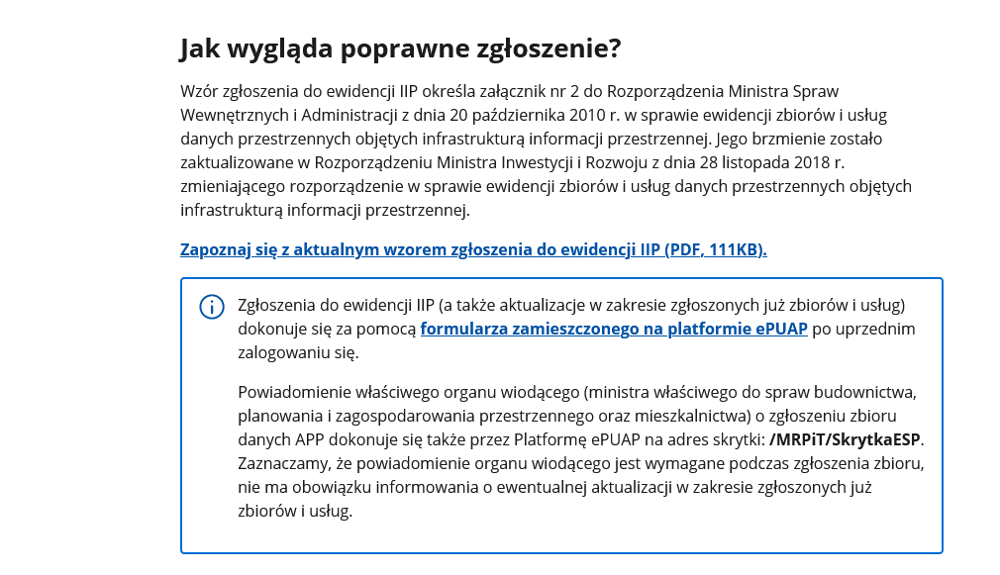 Jak wygląda poprawne zgłoszenie?
Wzór zgłoszenia do ewidencji IIP określa załącznik nr 2 do Rozporządzenia Ministra Spraw
Wewnętrznych i Administracji z dnia 20 października 2010 r. w sprawie ewidencji zbiorów i usług
danych przestrzennych objętych infrastrukturą informacji przestrzennej. Jego brzmienie zostało
zaktualizowane w Rozporządzeniu Ministra Inwestycji i Rozwoju z dnia 28 listopada 2018 r.
zmieniającego rozporządzenie w sprawie ewidencji zbiorów i usług danych przestrzennych objętych
infrastrukturą informacji przestrzennej.
Zapoznaj się z aktualnym wzorem zgłoszenia do ewidencji IIP (PDF, 111KB).
Zgłoszenia do ewidencji IIP (a także aktualizacje w zakresie zgłoszonych już zbiorów i usług)
dokonuje się za pomocą formularza zamieszczonego na platformie ePUAP po uprzednim
zalogowaniu się.
Powiadomienie właściwego organu wiodącego (ministra właściwego do spraw budownictwa,
planowania i zagospodarowania przestrzennego oraz mieszkalnictwa) o zgłoszeniu zbioru
danych APP dokonuje się także przez Platformę ePUAP na adres skrytki: /MRPiT/SkrytkaESP.
Zaznaczamy, że powiadomienie organu wiodącego jest wymagane podczas zgłoszenia zbioru,
nie ma obowiązku informowania o ewentualnej aktualizacji w zakresie zgłoszonych już
zbiorów i usług.